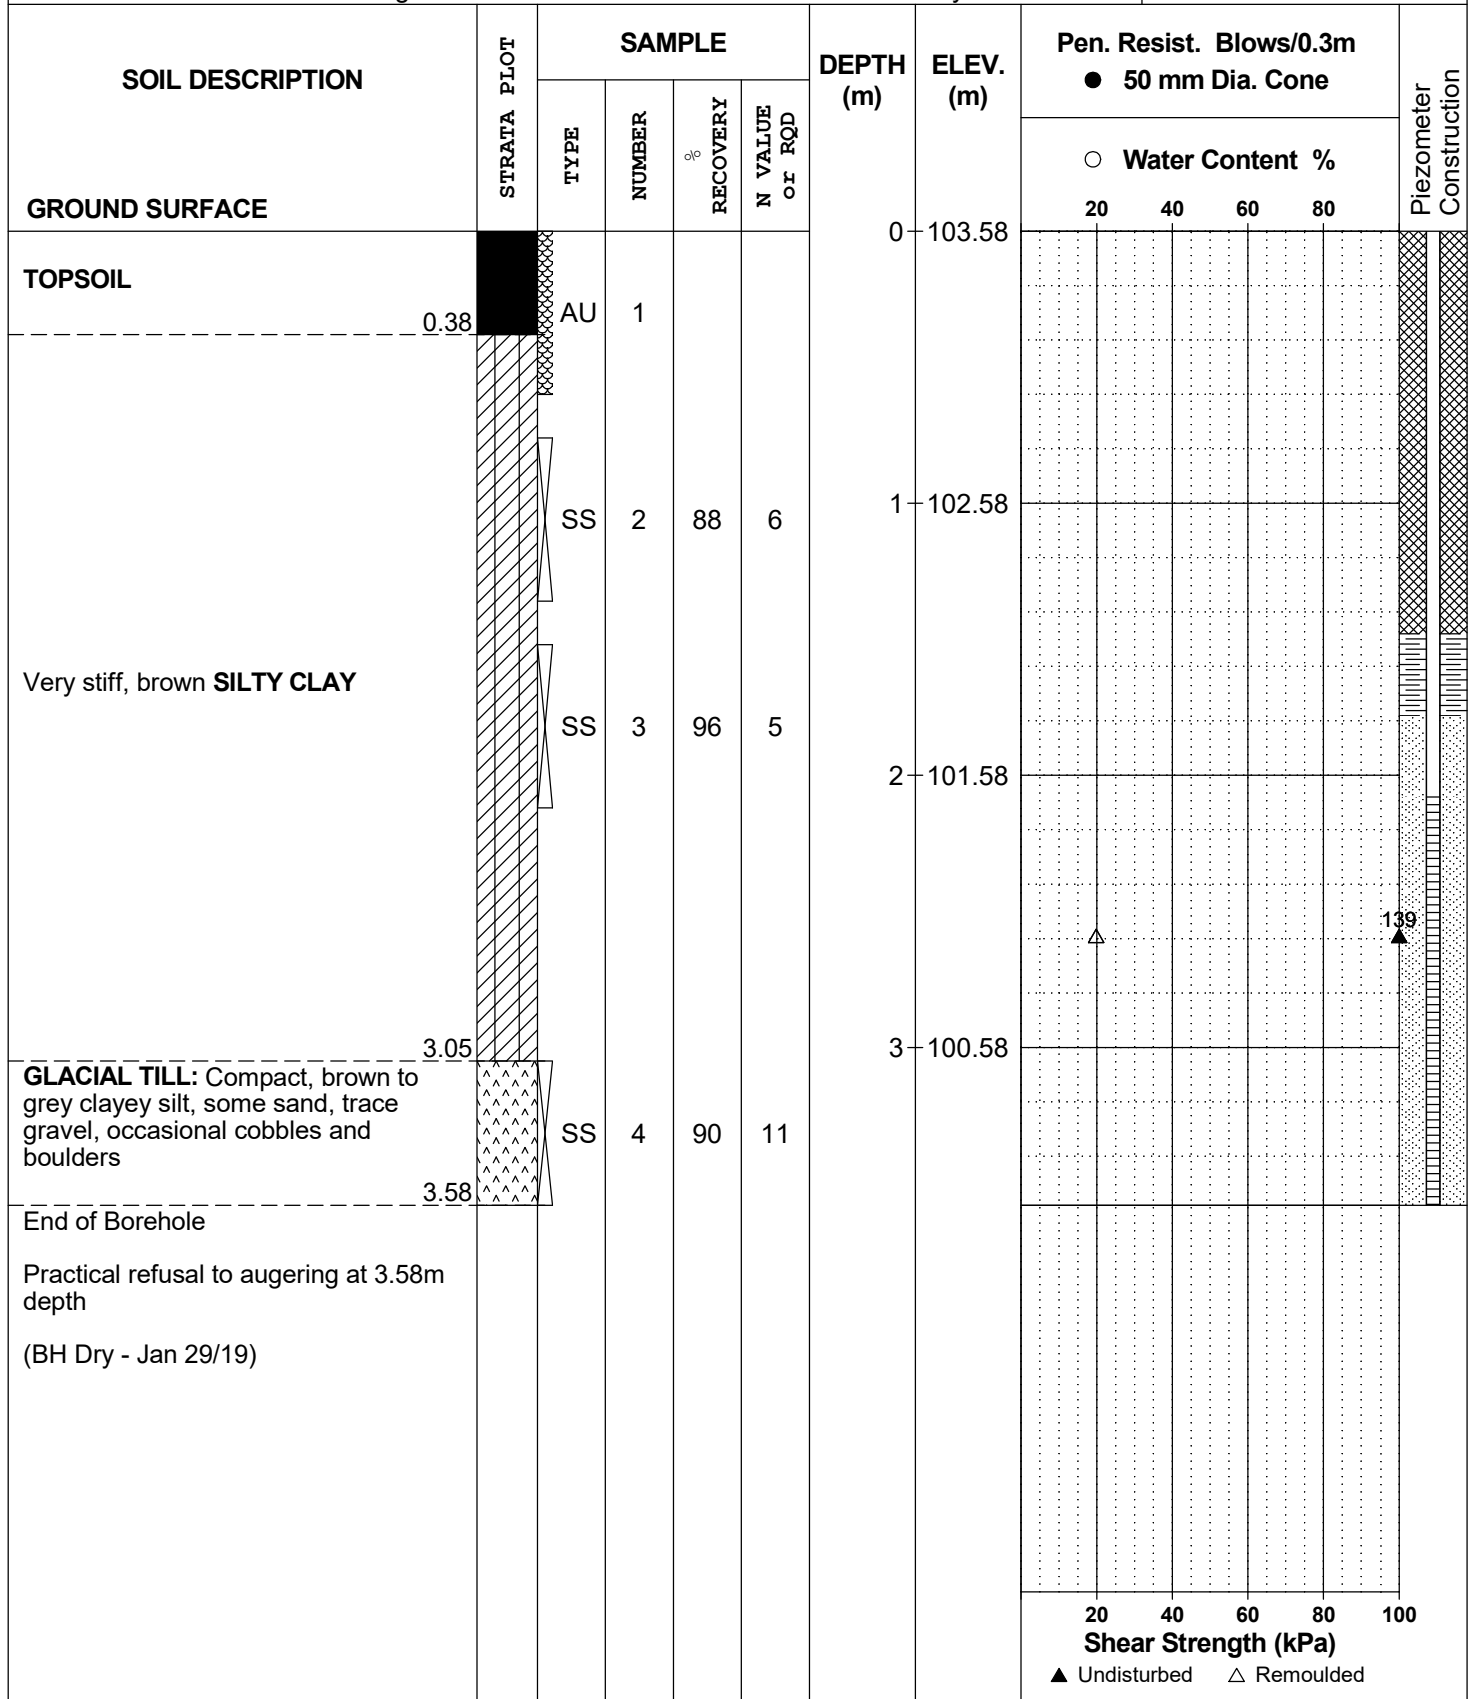 SOIL DESCRIPTION
GROUND SURFACE
STRATA PLOT
SAMPLE
TYPE
NUMBER
%
RECOVERY
N VALUE
or RQD
DEPTH
(m)
ELEV.
(m)
Pen. Resist. Blows/0.3m
● 50 mm Dia. Cone
○ Water Content %
20 40 60 80
Piezometer
Construction
0 103.58
TOPSOIL
0.38
AU 1
SS 2 88 6
1 102.58
Very stiff, brown SILTY CLAY
SS 3 96 5
2 101.58
139
3.05
3 100.58
GLACIAL TILL: Compact, brown to
grey clayey silt, some sand, trace
gravel, occasional cobbles and
boulders
SS 4 90 11
3.58
End of Borehole
Practical refusal to augering at 3.58m
depth
(BH Dry - Jan 29/19)
20 40 60 80 100
Shear Strength (kPa)
▲ Undisturbed △ Remoulded